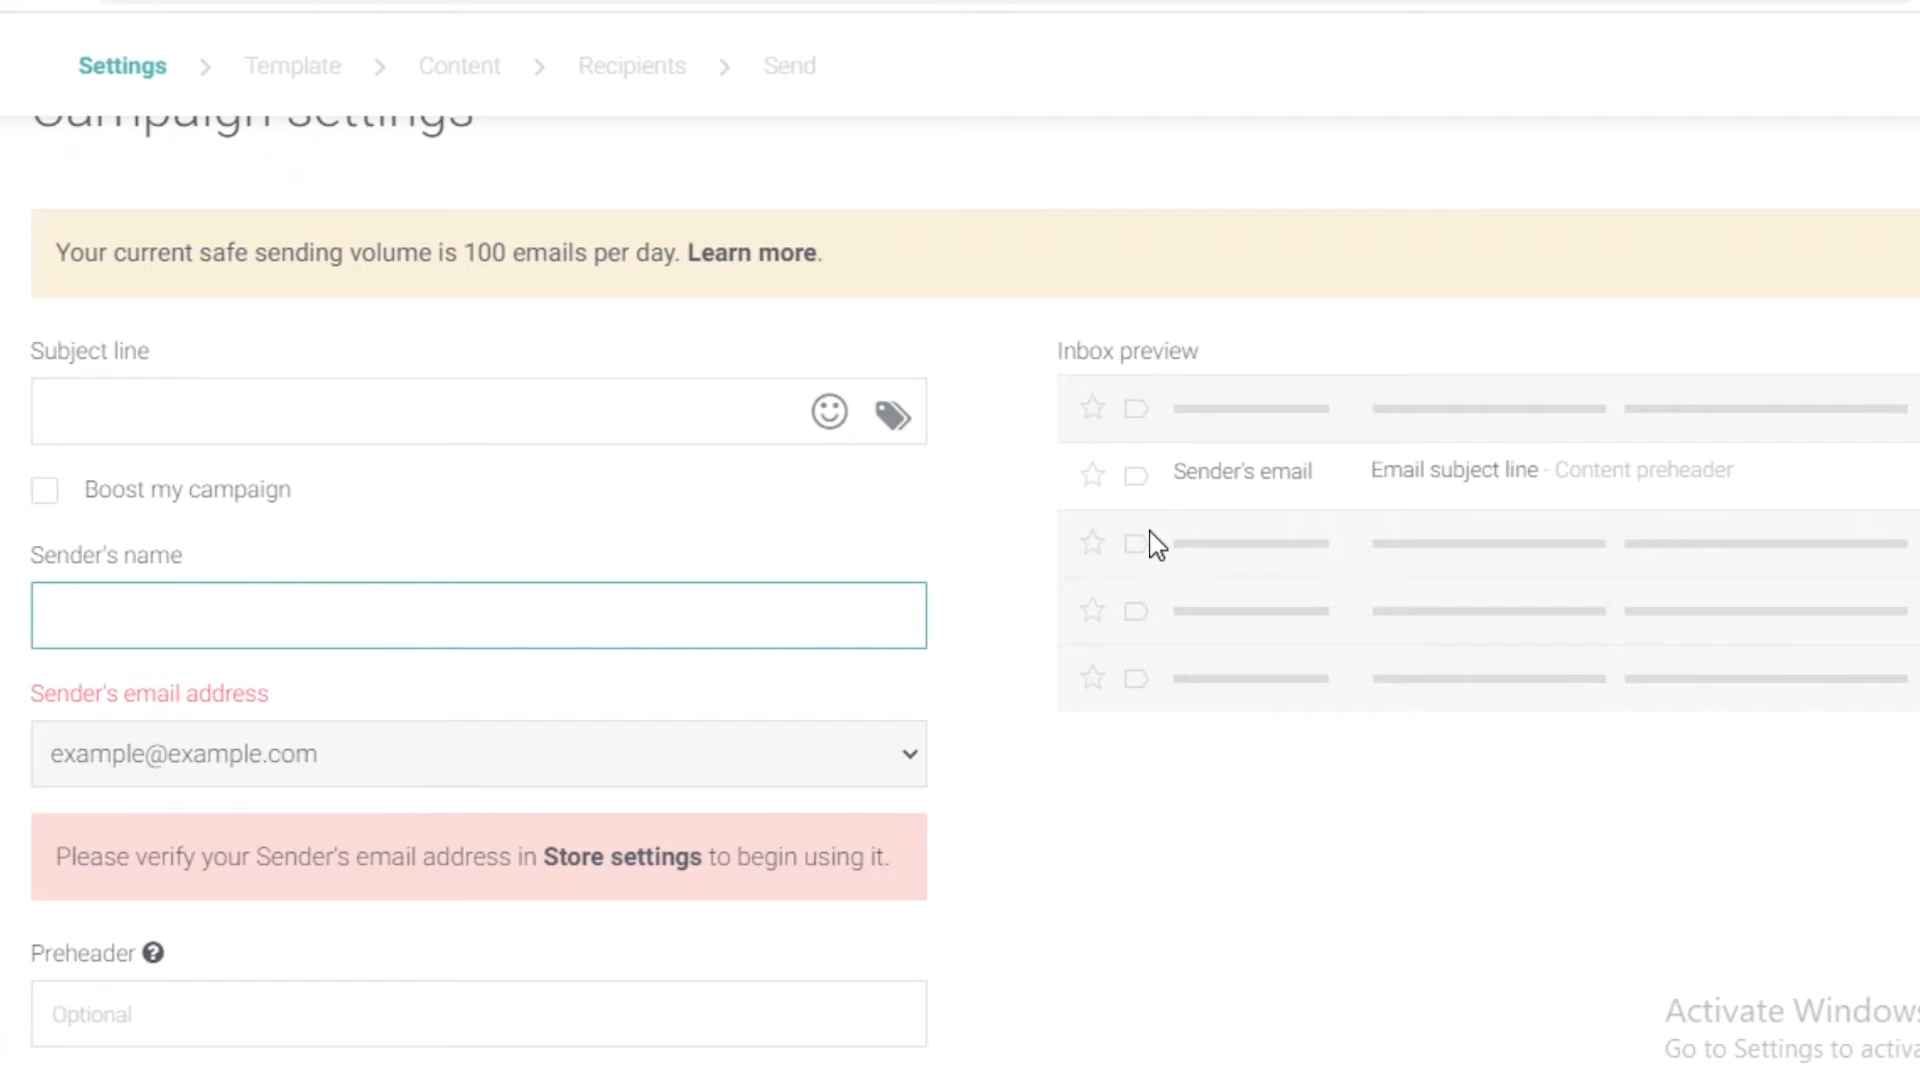 Settings > Template > Content > Recipients > Send
Campaign settings
Your current safe sending volume is 100 emails per day. Learn more.
Subject line
Boost my campaign
Sender's name
Sender's email address
example@example.com
Please verify your Sender's email address in Store settings to begin using it.
Preheader
Optional
Inbox preview
Sender's email Email subject line - Content preheader
Activate Windows
Go to Settings to activa